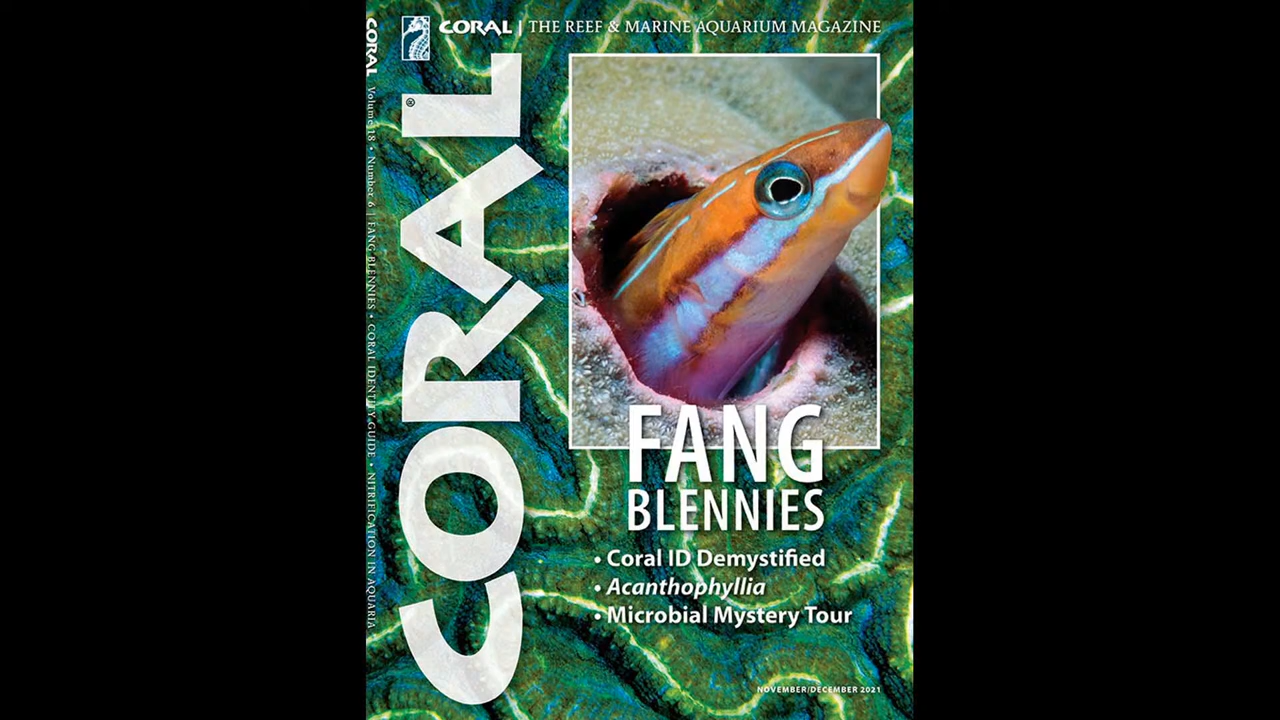 CORAL | THE REEF & MARINE AQUARIUM MAGAZINE
CORAL®
CORAL Volume 18 • Number 6 | FANG BLENNIES • CORAL IDENTITY GUIDE • NITRIFICATION IN AQUARIA
FANG
BLENNIES
• Coral ID Demystified
• Acanthophyllia
• Microbial Mystery Tour
NOVEMBER/DECEMBER 2021